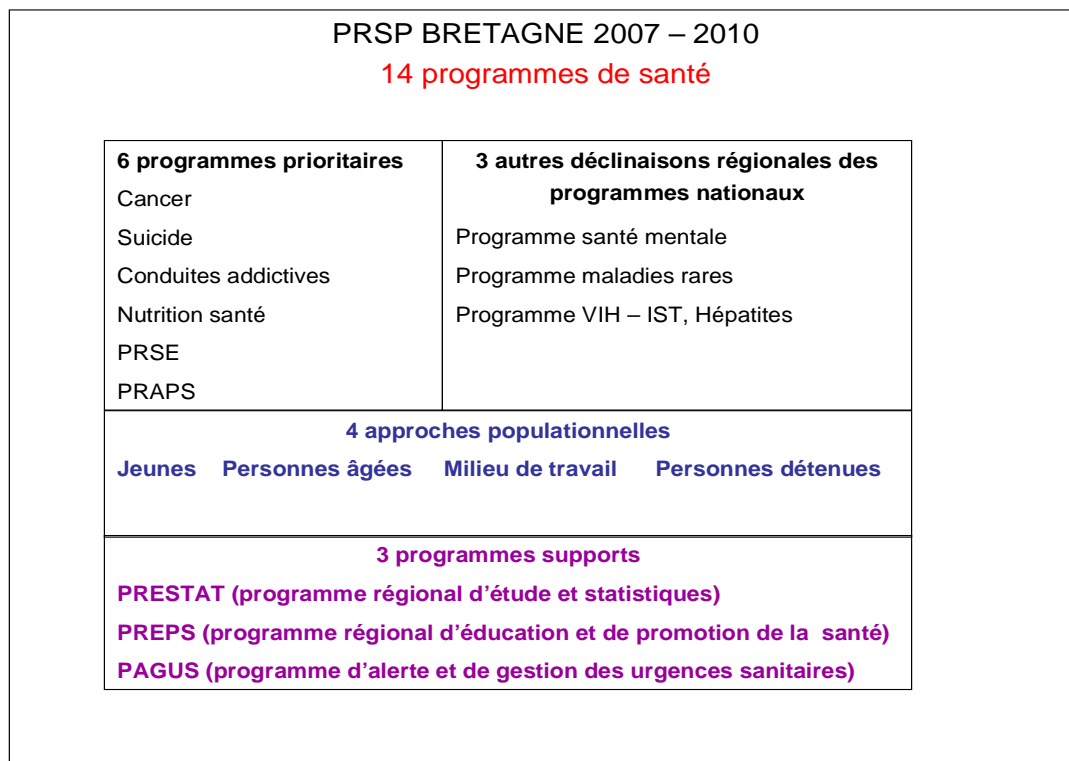 PRSP BRETAGNE 2007 – 2010
14 programmes de santé
6 programmes prioritaires
Cancer
Suicide
Conduites addictives
Nutrition santé
PRSE
PRAPS
3 autres déclinaisons régionales des
programmes nationaux
Programme santé mentale
Programme maladies rares
Programme VIH – IST, Hépatites
4 approches populationnelles
Jeunes Personnes âgées Milieu de travail Personnes détenues
3 programmes supports
PRESTAT (programme régional d’étude et statistiques)
PREPS (programme régional d’éducation et de promotion de la santé)
PAGUS (programme d’alerte et de gestion des urgences sanitaires)